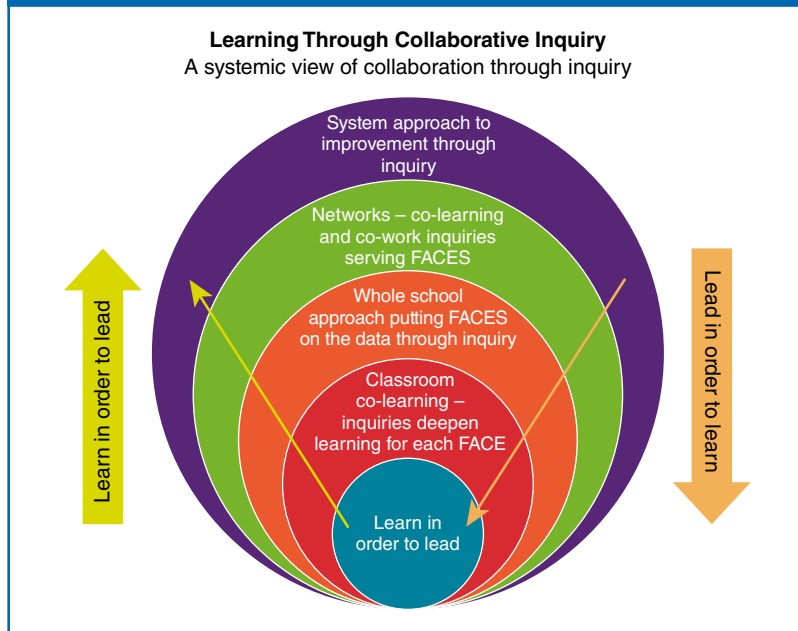 Learning Through Collaborative Inquiry
A systemic view of collaboration through inquiry
System approach to
improvement through
inquiry
Networks – co-learning
and co-work inquiries
serving FACES
Whole school
approach putting FACES
on the data through inquiry
Classroom
co-learning –
inquiries deepen
learning for each FACE
Learn in
order to lead
Learn in order to lead
Lead in order to learn